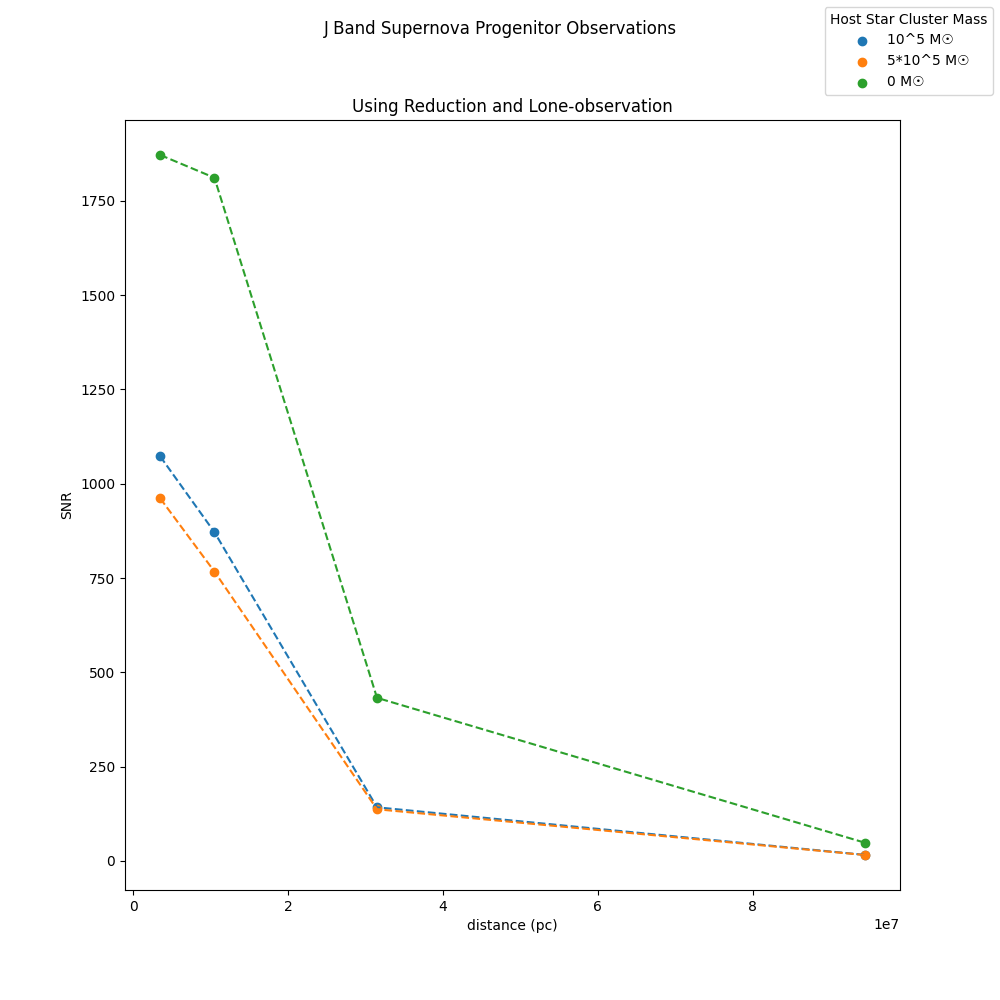 J Band Supernova Progenitor Observations
Host Star Cluster Mass
10^5 M☉
5*10^5 M☉
0 M☉
Using Reduction and Lone-observation
1750
1500
1250
1000
750
500
250
0
SNR
0 2 4 6 8
1e7
distance (pc)